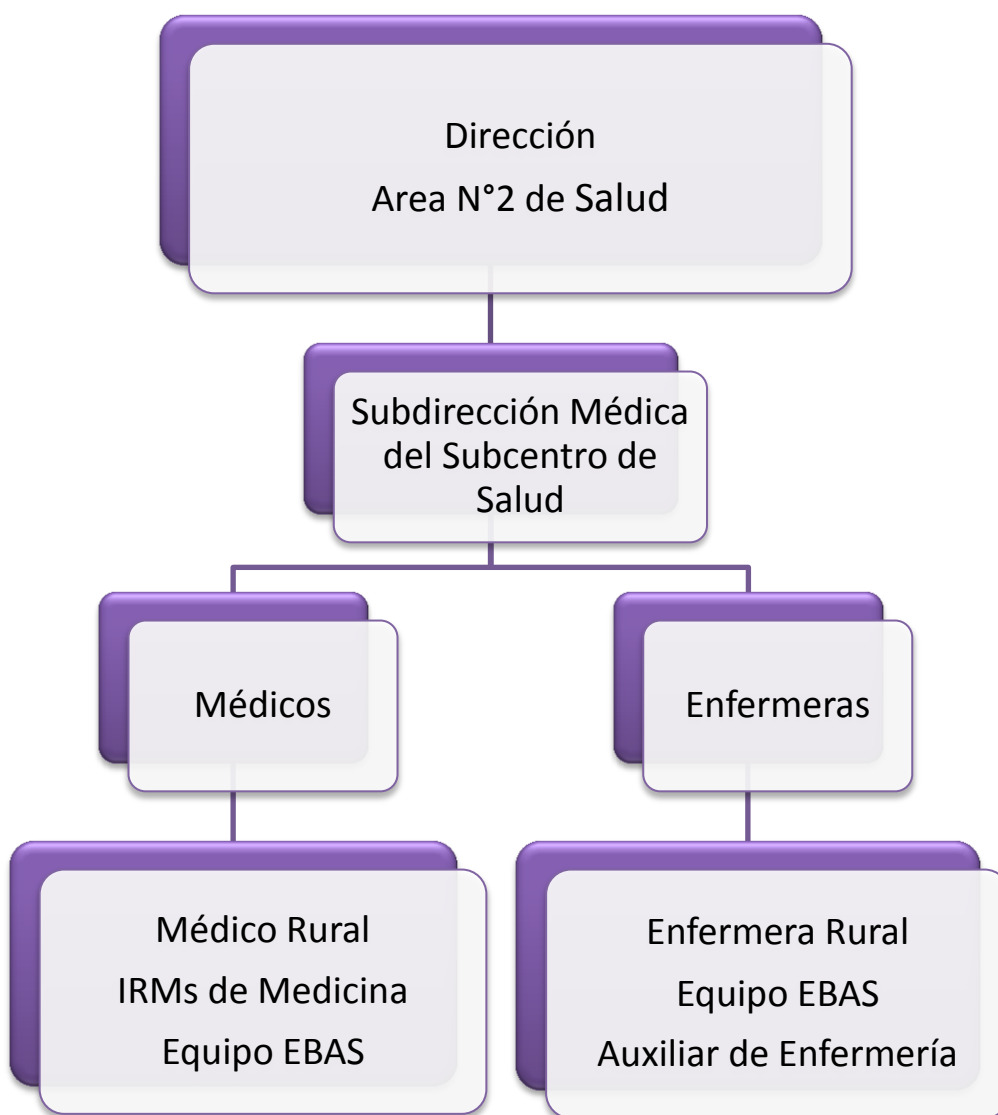 Dirección
Area N°2 de Salud
Subdirección Médica
del Subcentro de
Salud
Médicos
Enfermeras
Médico Rural
IRMs de Medicina
Equipo EBAS
Enfermera Rural
Equipo EBAS
Auxiliar de Enfermería